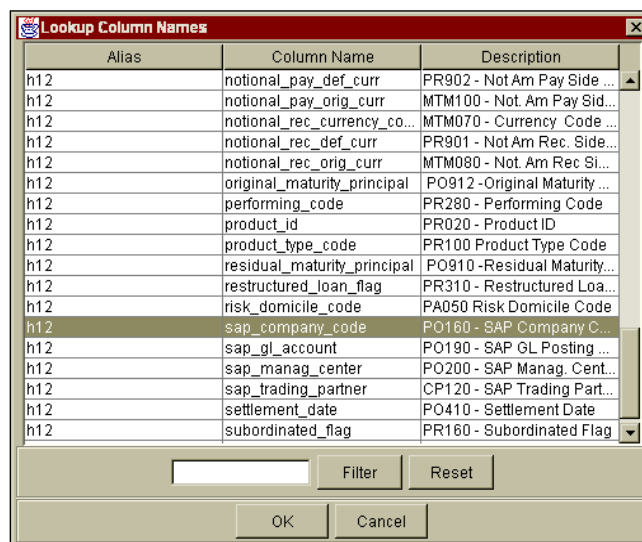 Lookup Column Names
Alias Column Name Description
h12 notional_pay_def_curr PR902 - Not Am Pay Side ...
h12 notional_pay_orig_curr MTM100 - Not. Am Pay Sid...
h12 notional_rec_currency_co... MTM070 - Currency Code
h12 notional_rec_def_curr PR901 - Not Am Rec. Side...
h12 notional_rec_orig_curr MTM080 - Not. Am Rec Si...
h12 original_maturity_principal PO912 -Original Maturity ...
h12 performing_code PR280 - Performing Code
h12 product_id PR020 - Product ID
h12 product_type_code PR100 Product Type Code
h12 residual_maturity_principal PO910 -Residual Maturity...
h12 restructured_loan_flag PR310 - Restructured Loa...
h12 risk_domicile_code PA050 Risk Domicile Code
h12 sap_company_code PO160 - SAP Company C...
h12 sap_gl_account PO190 - SAP GL Posting ...
h12 sap_manag_center PO200 - SAP Manag. Cent...
h12 sap_trading_partner CP120 - SAP Trading Part...
h12 settlement_date PO410 - Settlement Date
h12 subordinated_flag PR160 - Subordinated Flag
Filter Reset
OK Cancel